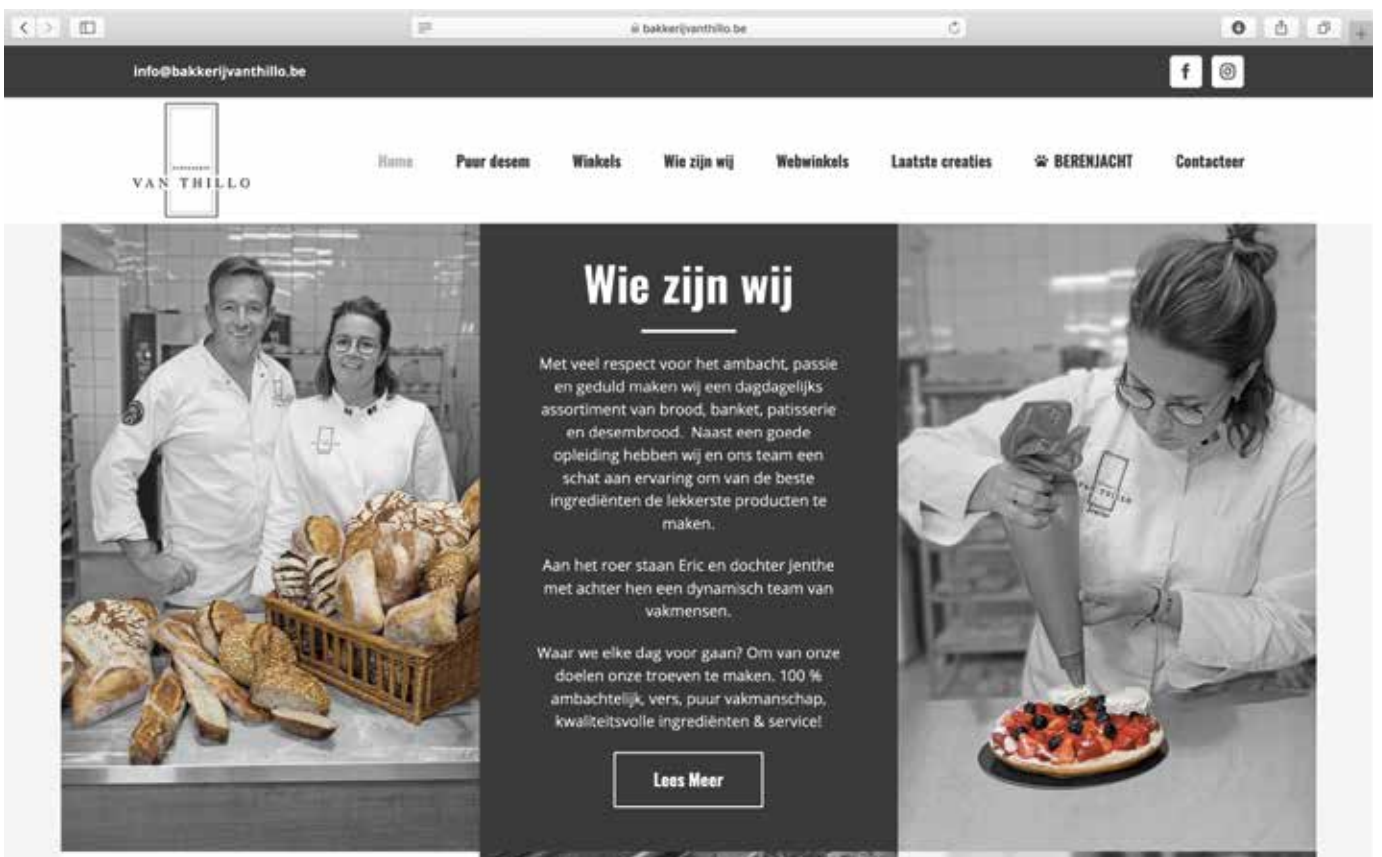 bakkerijvanthillo.be
info@bakkerijvanthillo.be
VAN THILLO
Home
Puur desem
Winkels
Wie zijn wij
Webwinkels
Laatste creaties
BERENJACHT
Contacteer
Wie zijn wij
Met veel respect voor het ambacht, passie
en geduld maken wij een dagdagelijks
assortiment van brood, banket, patisserie
en desembrood. Naast een goede
opleiding hebben wij en ons team een
schat aan ervaring om van de beste
ingrediënten de lekkerste producten te
maken.
Aan het roer staan Eric en dochter Jenthe
met achter hen een dynamisch team van
vakmensen.
Waar we elke dag voor gaan? Om van onze
doelen onze troeven te maken. 100 %
ambachtelijk, vers, puur vakmanschap,
kwaliteitsvolle ingrediënten & service!
Lees Meer
VAN THILLO